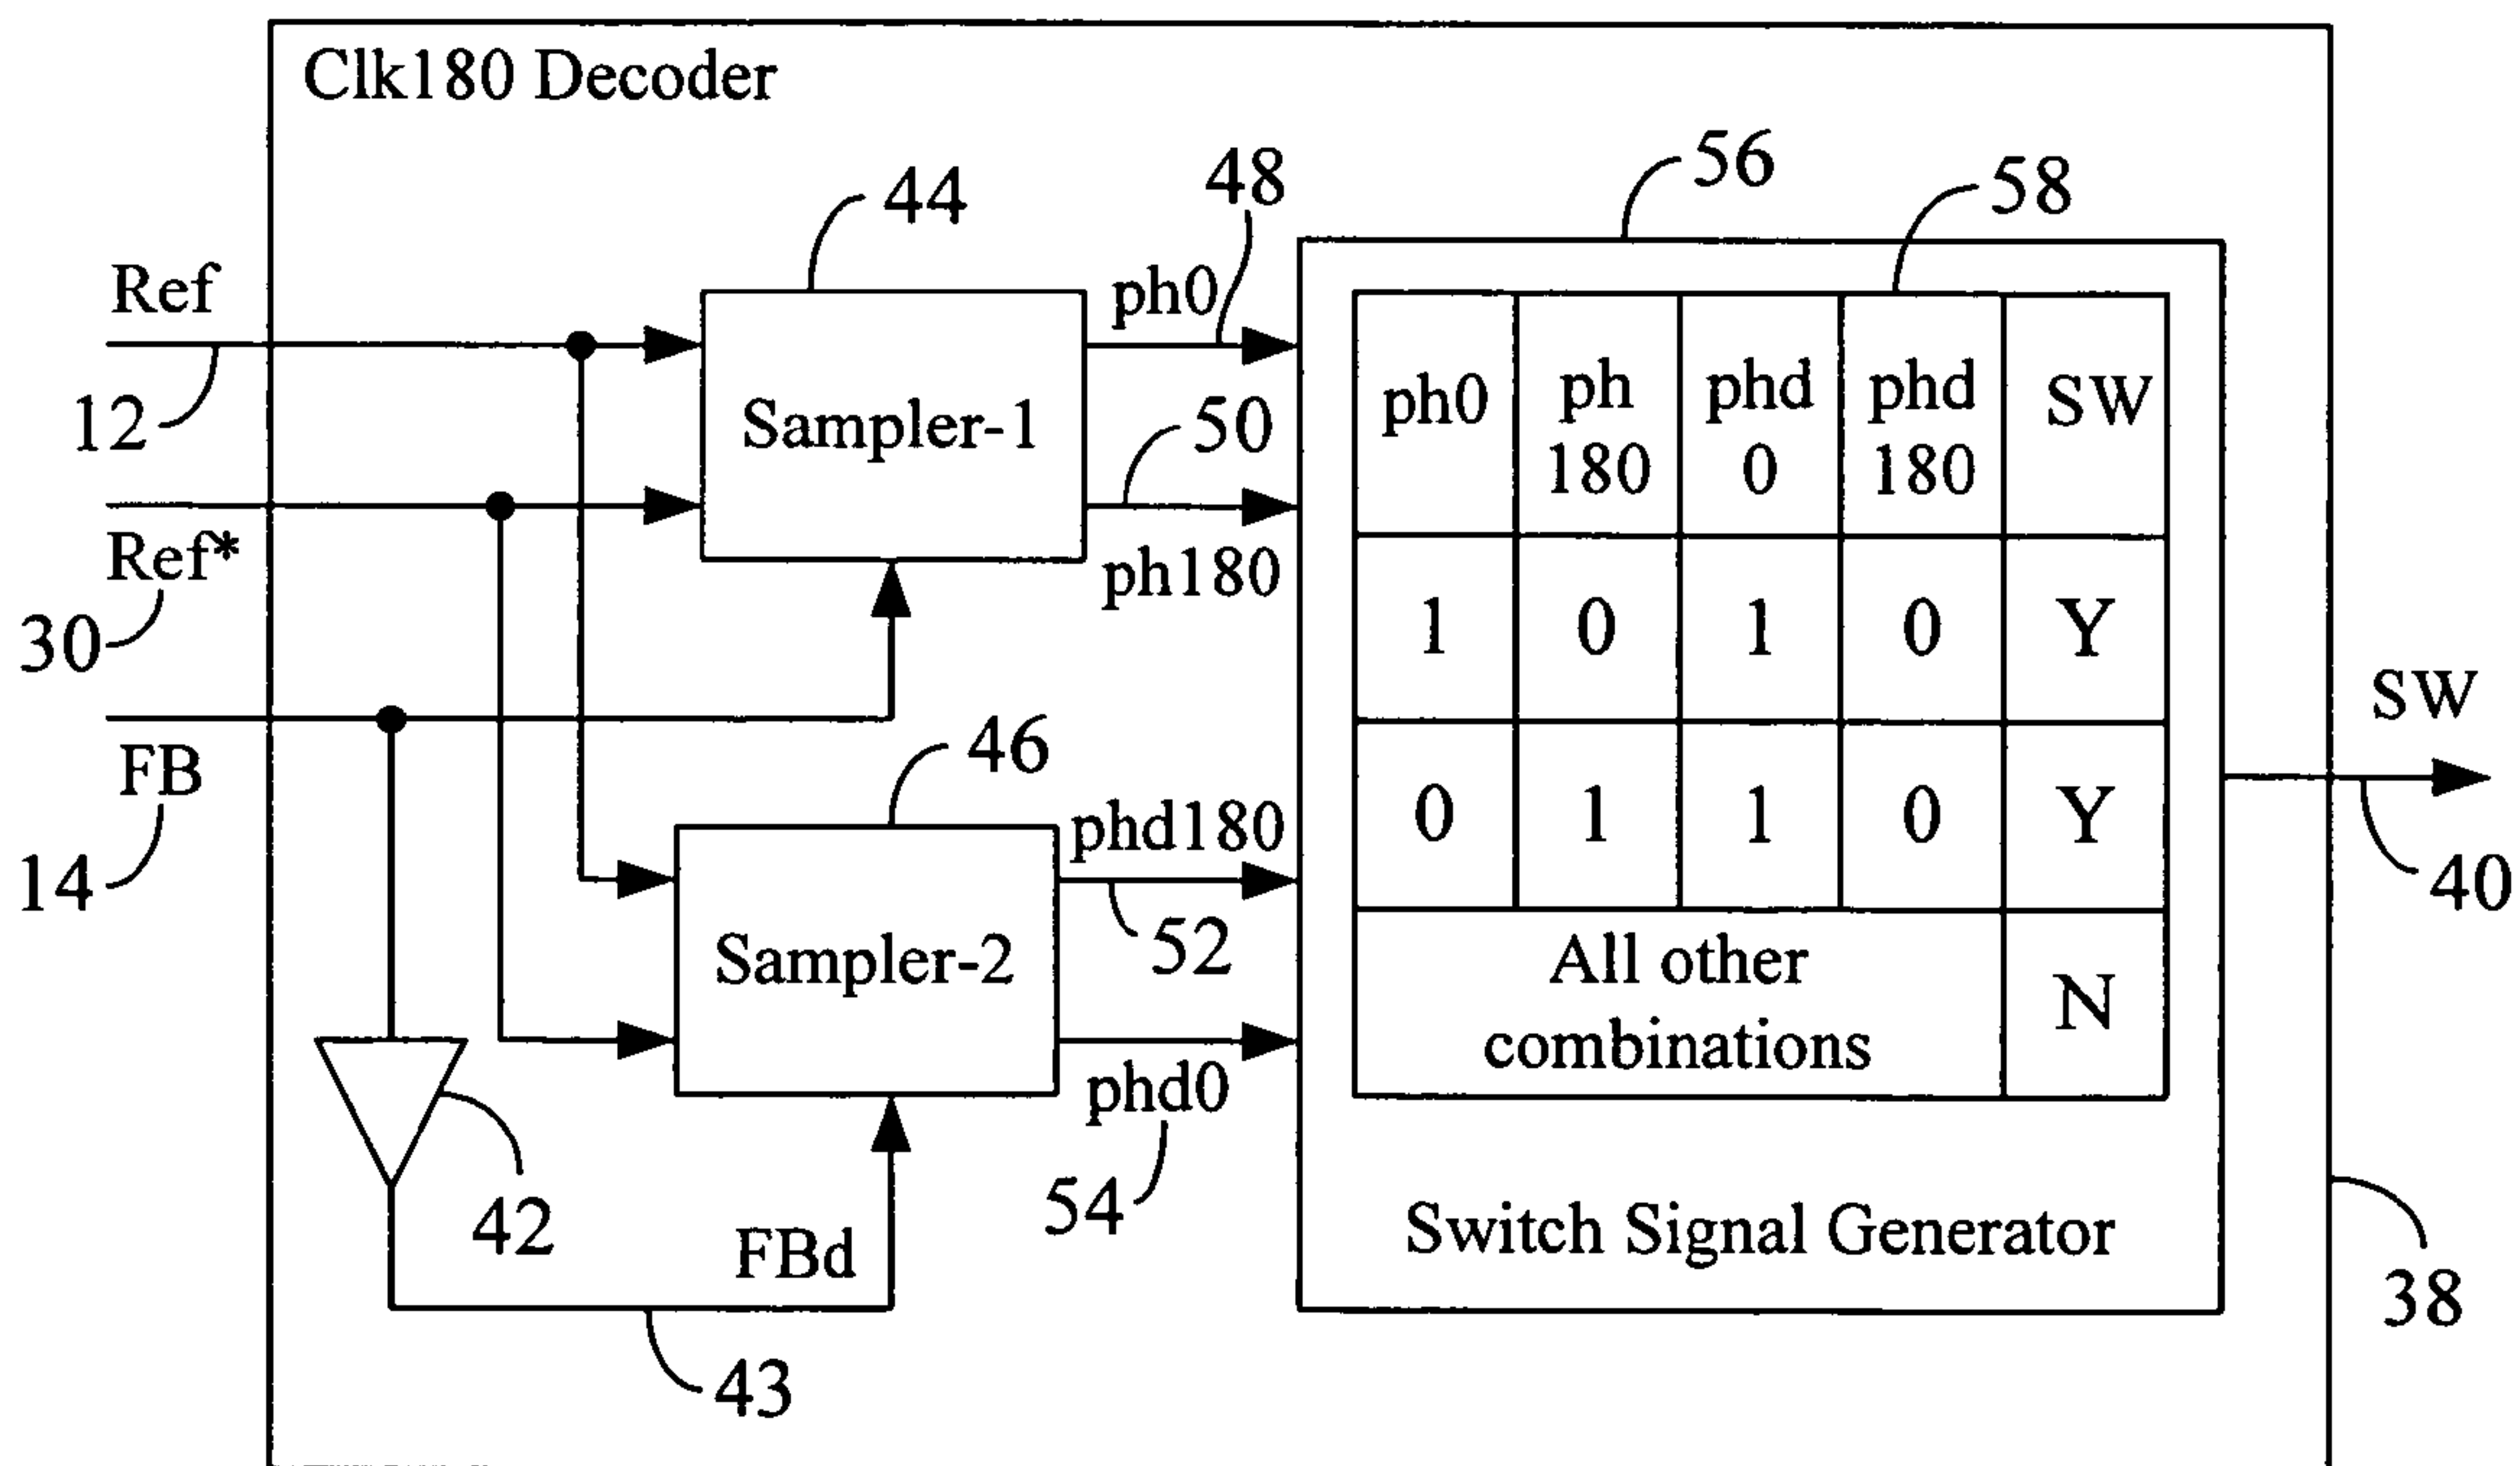 Clk180 Decoder
56
48
58
44
Ref
ph0
12
Sampler-1
50
Ref*
ph180
30
FB
14
46
phd180
52
Sampler-2
phd0
54
42
FBd
43
ph0 ph 180 phd 0 phd 180 SW
1 0 1 0 Y
0 1 1 0 Y
All other
combinations
N
Switch Signal Generator
SW
40
38